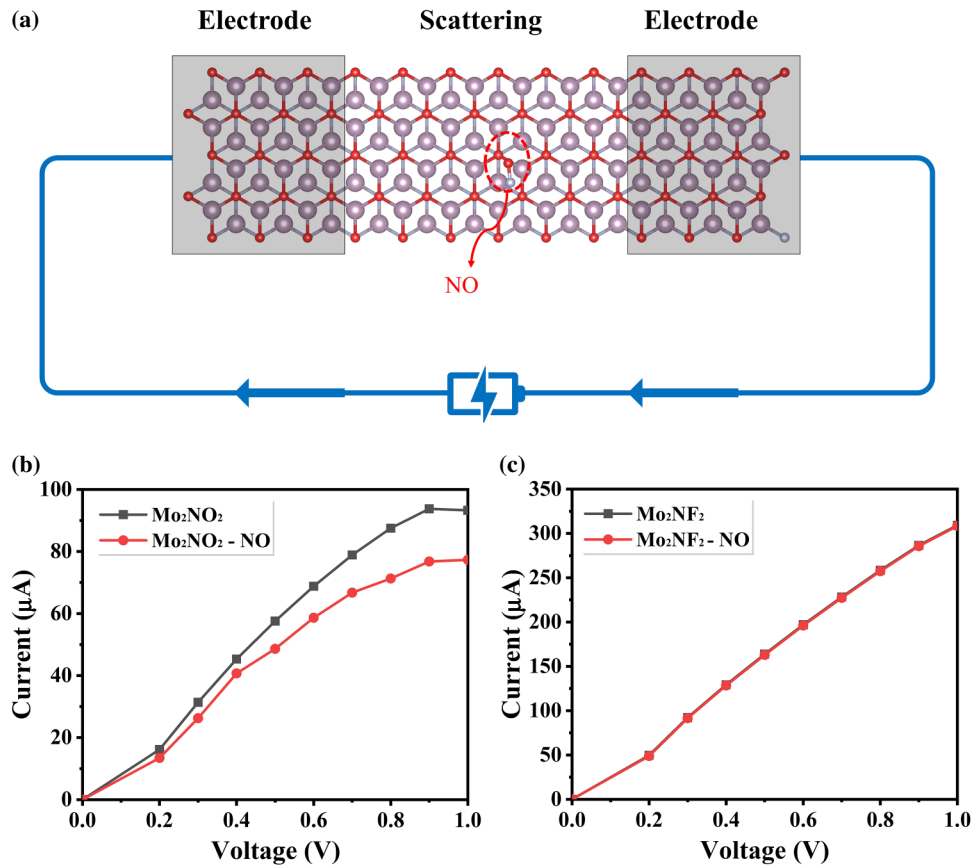 (a)
Electrode Scattering Electrode
NO
(b)
100
80
60
40
20
0
0.0 0.2 0.4 0.6 0.8 1.0
Current (μA)
Voltage (V)
Mo₂NO₂
Mo₂NO₂ - NO
(c)
350
300
250
200
150
100
50
0
0.0 0.2 0.4 0.6 0.8 1.0
Current (μA)
Voltage (V)
Mo₂NF₂
Mo₂NF₂ - NO